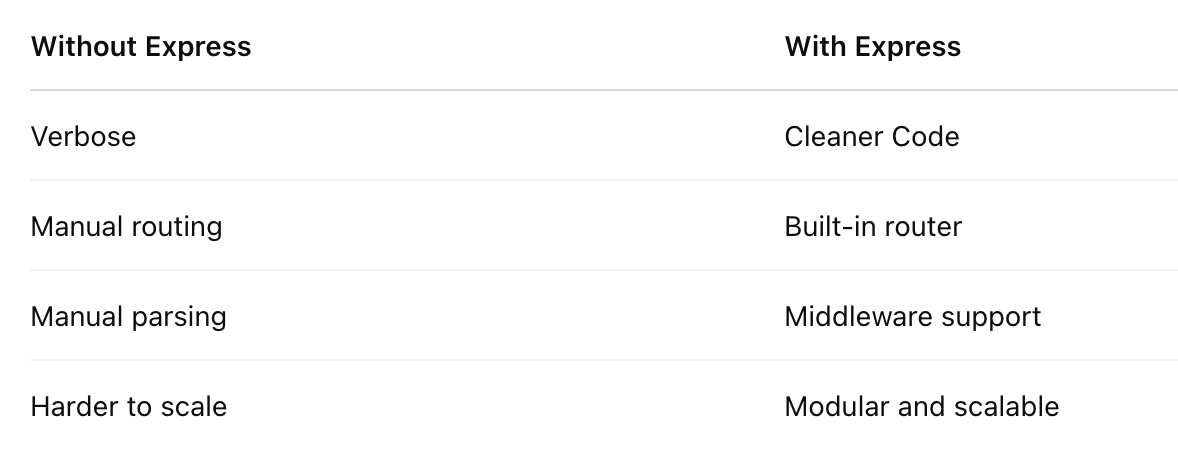 Without Express With Express
Verbose Cleaner Code
Manual routing Built-in router
Manual parsing Middleware support
Harder to scale Modular and scalable